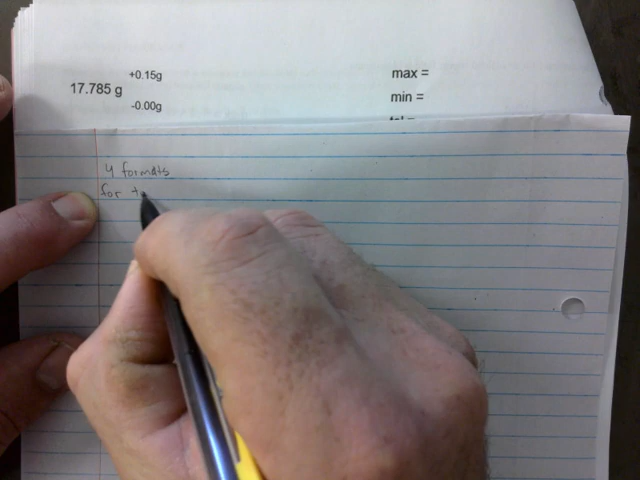 +0.15g
17.785 g
-0.00g
max =
min =
4 formats
for